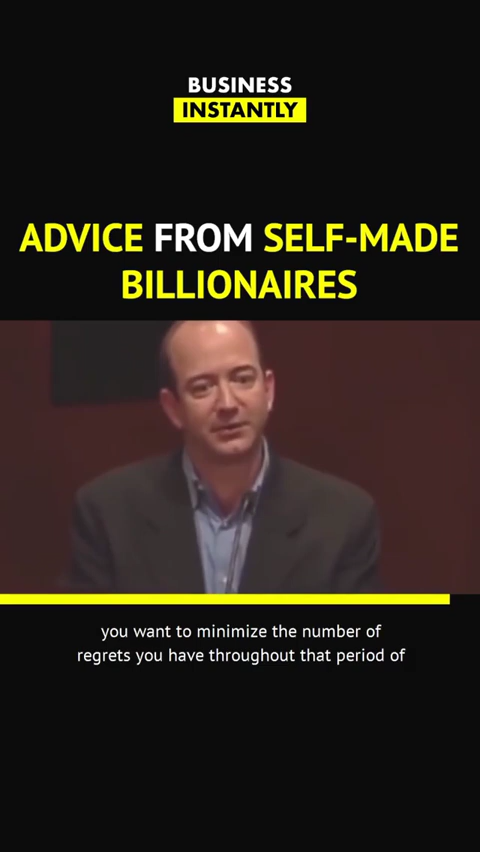 BUSINESS
INSTANTLY
ADVICE FROM SELF-MADE
BILLIONAIRES
you want to minimize the number of
regrets you have throughout that period of